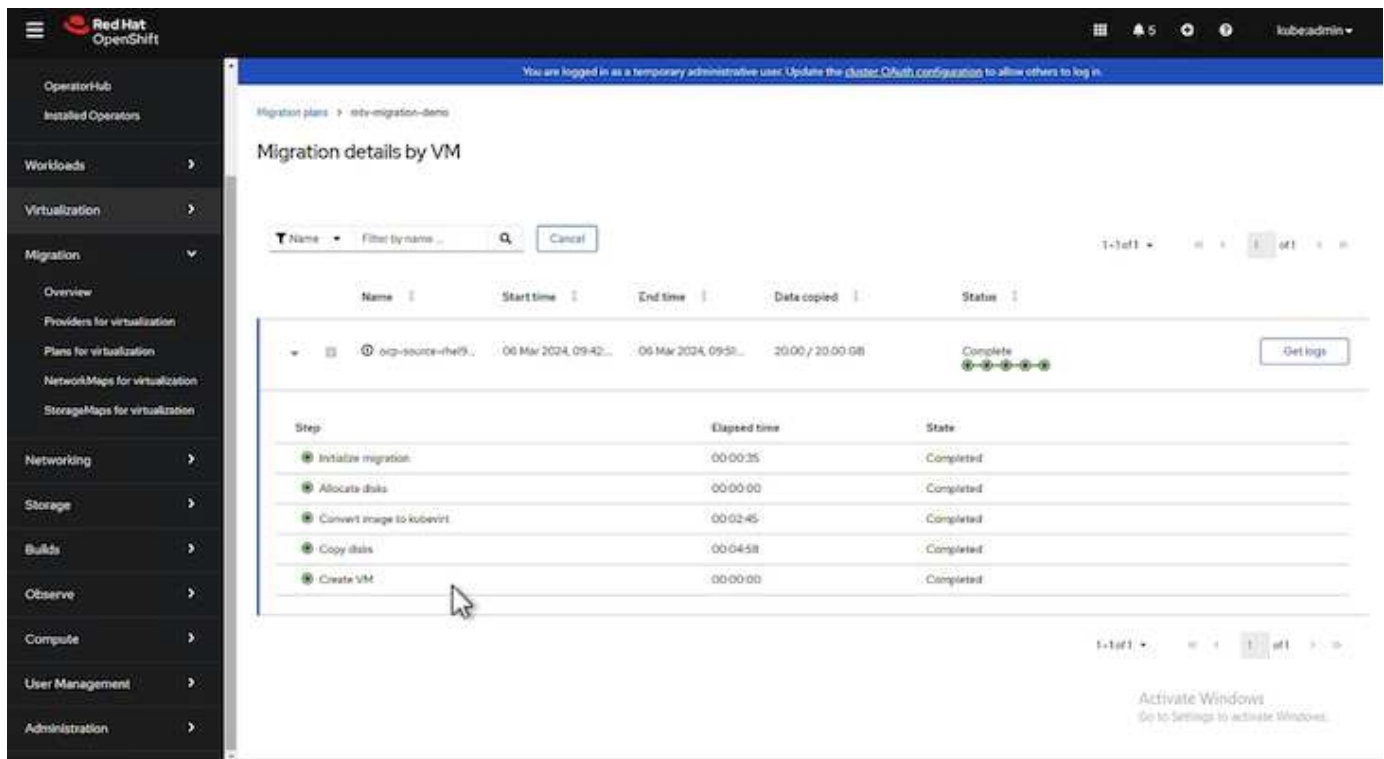 Red Hat
OpenShift
5
kube:admin
You are logged in as a temporary administrative user. Update the cluster OAuth configuration to allow others to log in.
OperatorHub
Installed Operators
Workloads
Virtualization
Migration
Overview
Providers for virtualization
Plans for virtualization
NetworkMaps for virtualization
StorageMaps for virtualization
Networking
Storage
Builds
Observe
Compute
User Management
Administration
Migration plans > mtv-migration-demo
Migration details by VM
Name Filter by name ... Cancel
1-1 of 1 1 of 1
Name Start time End time Data copied Status
ocp-source-rhel9... 06 Mar 2024, 09:42... 06 Mar 2024, 09:51... 20.00 / 20.00 GB Complete Get logs
Step Elapsed time State
Initialize migration 00:00:35 Completed
Allocate disks 00:00:00 Completed
Convert image to kubevirt 00:02:45 Completed
Copy disks 00:04:58 Completed
Create VM 00:00:00 Completed
1-1 of 1 1 of 1
Activate Windows
Go to Settings to activate Windows.